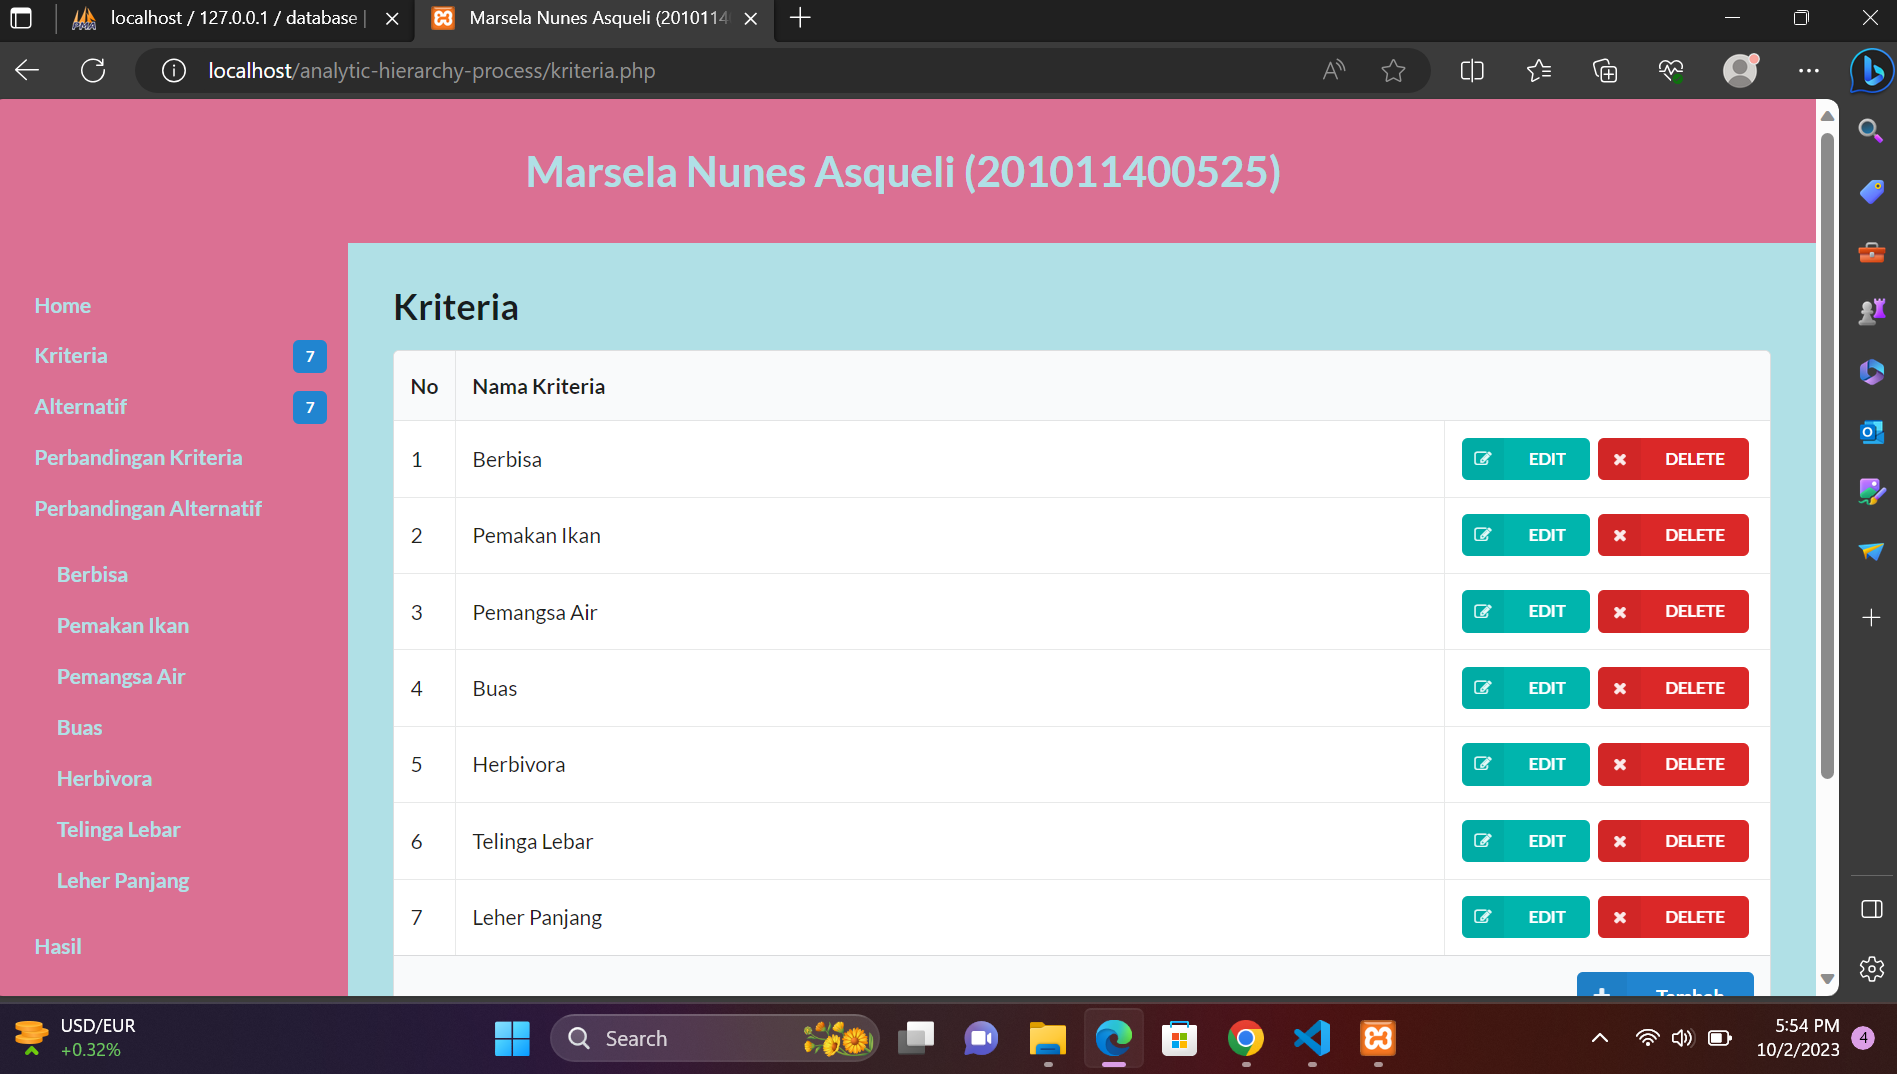 localhost / 127.0.0.1 / database |
Marsela Nunes Asqueli (2010114
localhost/analytic-hierarchy-process/kriteria.php
Marsela Nunes Asqueli (201011400525)
Home
Kriteria 7
Alternatif 7
Perbandingan Kriteria
Perbandingan Alternatif
Berbisa
Pemakan Ikan
Pemangsa Air
Buas
Herbivora
Telinga Lebar
Leher Panjang
Hasil
Kriteria
No Nama Kriteria
1 Berbisa EDIT DELETE
2 Pemakan Ikan EDIT DELETE
3 Pemangsa Air EDIT DELETE
4 Buas EDIT DELETE
5 Herbivora EDIT DELETE
6 Telinga Lebar EDIT DELETE
7 Leher Panjang EDIT DELETE
Tambah
USD/EUR
+0.32%
Search
5:54 PM
10/2/2023
4